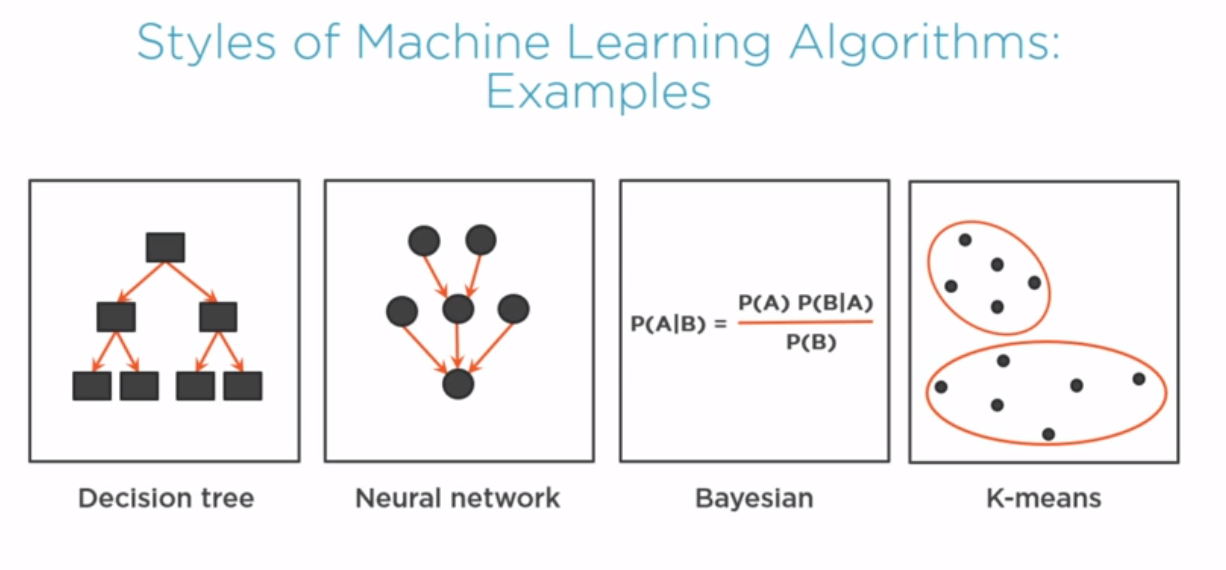 Styles of Machine Learning Algorithms:
Examples
P(A|B) =
P(A) P(B|A)
P(B)
Decision tree
Neural network
Bayesian
K-means